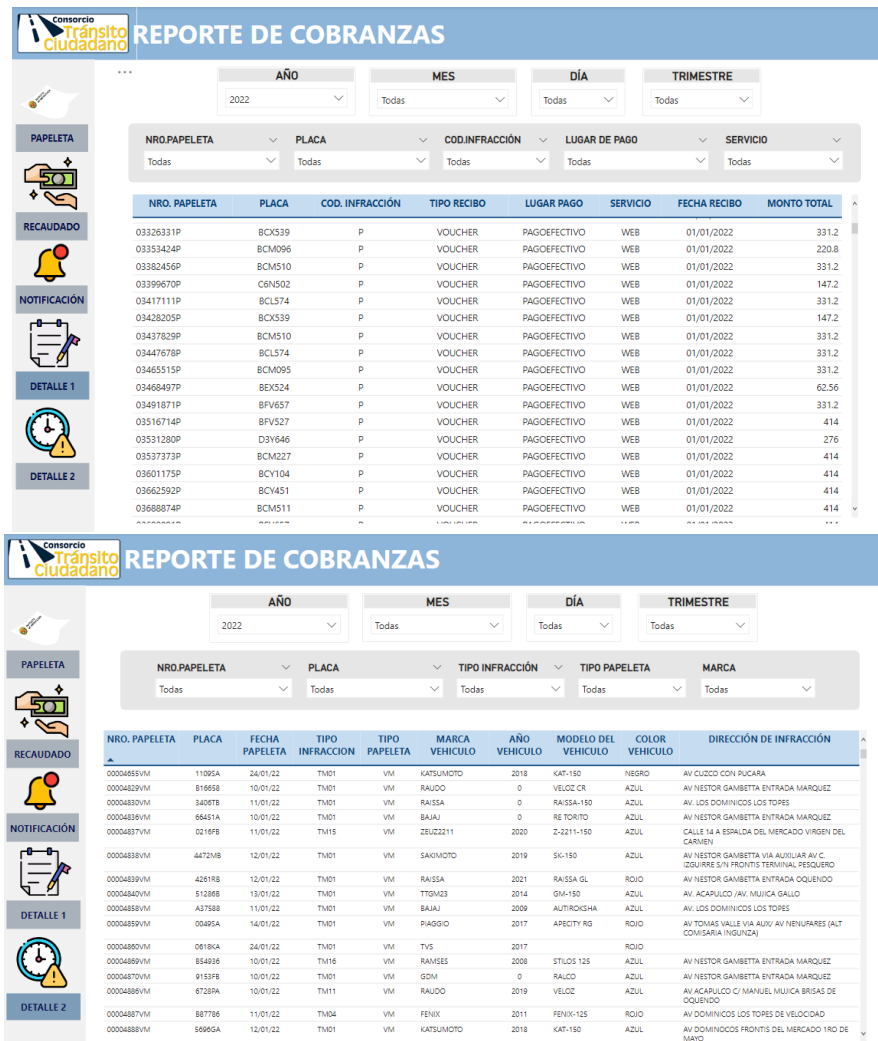 Consorcio
Tránsito
Ciudadano
REPORTE DE COBRANZAS
AÑO MES DÍA TRIMESTRE
2022 Todas Todas Todas
PAPELETA
NRO.PAPELETA PLACA COD.INFRACCIÓN LUGAR DE PAGO SERVICIO
Todas Todas Todas Todas Todas
NRO. PAPELETA PLACA COD. INFRACCIÓN TIPO RECIBO LUGAR PAGO SERVICIO FECHA RECIBO MONTO TOTAL
RECAUDADO
03326331P BCX539 P VOUCHER PAGOEFECTIVO WEB 01/01/2022 331.2
03353424P BCM096 P VOUCHER PAGOEFECTIVO WEB 01/01/2022 220.8
03382456P BCM510 P VOUCHER PAGOEFECTIVO WEB 01/01/2022 331.2
03399670P C6N502 P VOUCHER PAGOEFECTIVO WEB 01/01/2022 147.2
NOTIFICACIÓN
03417111P BCL574 P VOUCHER PAGOEFECTIVO WEB 01/01/2022 331.2
03428205P BCX539 P VOUCHER PAGOEFECTIVO WEB 01/01/2022 147.2
03437829P BCM510 P VOUCHER PAGOEFECTIVO WEB 01/01/2022 331.2
03447678P BCL574 P VOUCHER PAGOEFECTIVO WEB 01/01/2022 331.2
03465515P BCM095 P VOUCHER PAGOEFECTIVO WEB 01/01/2022 331.2
DETALLE 1
03468497P BEX524 P VOUCHER PAGOEFECTIVO WEB 01/01/2022 62.56
03491871P BFV657 P VOUCHER PAGOEFECTIVO WEB 01/01/2022 331.2
03516714P BFV527 P VOUCHER PAGOEFECTIVO WEB 01/01/2022 414
03531280P D3Y646 P VOUCHER PAGOEFECTIVO WEB 01/01/2022 276
03537373P BCM227 P VOUCHER PAGOEFECTIVO WEB 01/01/2022 414
DETALLE 2
03601175P BCY104 P VOUCHER PAGOEFECTIVO WEB 01/01/2022 414
03662592P BCY451 P VOUCHER PAGOEFECTIVO WEB 01/01/2022 414
03688874P BCM511 P VOUCHER PAGOEFECTIVO WEB 01/01/2022 414
Consorcio
Tránsito
Ciudadano
REPORTE DE COBRANZAS
AÑO MES DÍA TRIMESTRE
2022 Todas Todas Todas
PAPELETA
NRO.PAPELETA PLACA TIPO INFRACCIÓN TIPO PAPELETA MARCA
Todas Todas Todas Todas Todas
NRO. PAPELETA PLACA FECHA PAPELETA TIPO INFRACCION TIPO PAPELETA MARCA VEHICULO AÑO VEHICULO MODELO DEL VEHICULO COLOR VEHICULO DIRECCIÓN DE INFRACCIÓN
RECAUDADO
00004655VM 1109SA 24/01/22 TM01 VM KATSUMOTO 2018 KAT-150 NEGRO AV CUZCO CON PUCARA
00004829VM B16658 10/01/22 TM01 VM RAUDO 0 VELOZ CR AZUL AV NESTOR GAMBETTA ENTRADA MARQUEZ
00004830VM 3406TB 11/01/22 TM01 VM RAISSA 0 RAISSA-150 AZUL AV. LOS DOMINICOS LOS TOPES
00004836VM 66451A 10/01/22 TM01 VM BAJAJ 0 RE TORITO AZUL AV NESTOR GAMBETTA ENTRADA MARQUEZ
NOTIFICACIÓN
00004837VM 0216FB 11/01/22 TM15 VM ZEUZ2211 2020 Z-2211-150 AZUL CALLE 14 A ESPALDA DEL MERCADO VIRGEN DEL
CARMEN
00004838VM 4472MB 12/01/22 TM01 VM SAKIMOTO 2019 SK-150 AZUL AV NESTOR GAMBETTA VIA AUXILIAR AV C.
IZGUIRRE S/N FRONTIS TERMINAL PESQUERO
00004839VM 4261RB 12/01/22 TM01 VM RAISSA 2021 RAISSA GL ROJO AV NESTOR GAMBETTA ENTRADA OQUENDO
00004840VM 51286B 13/01/22 TM01 VM TTGM23 2014 GM-150 AZUL AV. ACAPULCO /AV. MUJICA GALLO
00004858VM A37588 11/01/22 TM01 VM BAJAJ 2009 AUTIROKSHA AZUL AV. LOS DOMINICOS LOS TOPES
DETALLE 1
00004859VM 0049SA 14/01/22 TM01 VM PIAGGIO 2017 APECITY RG ROJO AV TOMAS VALLE VIA AUX/ AV NENUFARES (ALT
COMISARIA INGUNZA)
00004860VM 0618KA 24/01/22 TM01 VM TVS 2017 ROJO
00004869VM B54936 10/01/22 TM16 VM RAMSES 2008 STILOS 125 AZUL AV NESTOR GAMBETTA ENTRADA MARQUEZ
00004870VM 9153FB 10/01/22 TM01 VM GDM 0 RALCO AZUL AV NESTOR GAMBETTA ENTRADA MARQUEZ
00004886VM 6728PA 10/01/22 TM11 VM RAUDO 2019 VELOZ AZUL AV ACAPULCO C/ MANUEL MUJICA BRISAS DE
OQUENDO
DETALLE 2
00004887VM B87786 11/01/22 TM04 VM FENIX 2011 FENIX-125 ROJO AV DOMINICOS LOS TOPES DE VELOCIDAD
00004888VM 5696GA 12/01/22 TM01 VM KATSUMOTO 2018 KAT-150 AZUL AV DOMINOCOS FRONTIS DEL MERCADO 1RO DE
MAYO